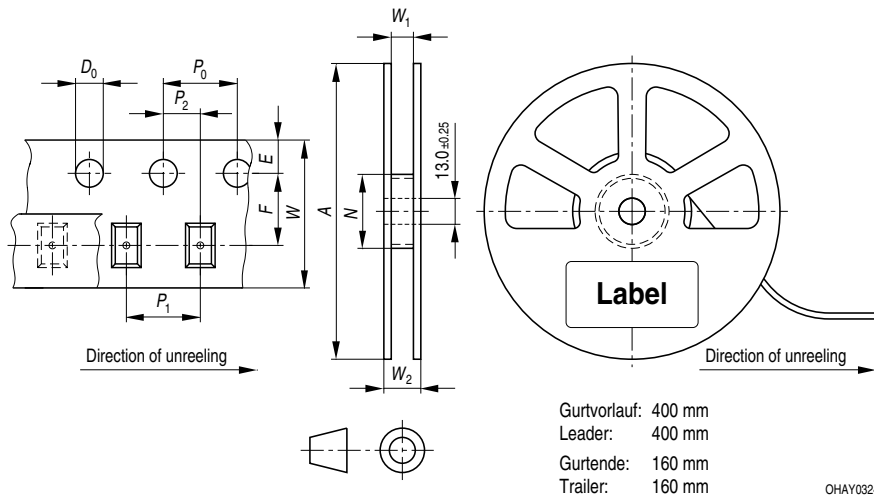 W₁
D₀
P₀
P₂
E
F
W
A
N
13.0 ±0.25
Label
P₁
Direction of unreeling
W₂
Direction of unreeling
Gurtvorlauf: 400 mm
Leader: 400 mm
Gurtende: 160 mm
Trailer: 160 mm